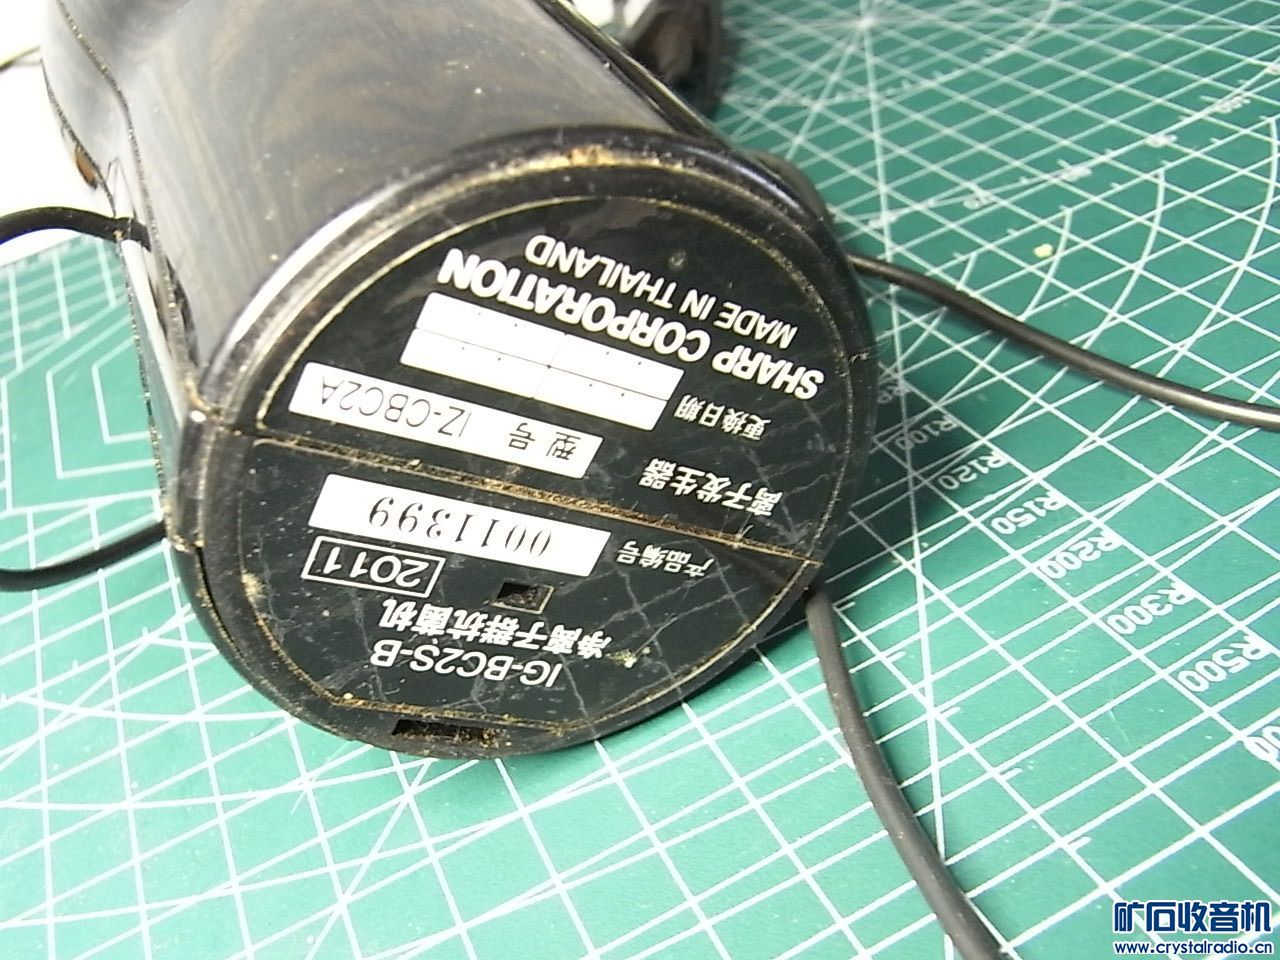 IG-BC2S-B
净离子群抗菌机
2011
产品编号 0011399
离子发生器
型号 IZ-CBC2A
更换日期
SHARP CORPORATION
MADE IN THAILAND
R100
R120
R150
R200
R300
R500
矿石收音机
www.crystalradio.cn